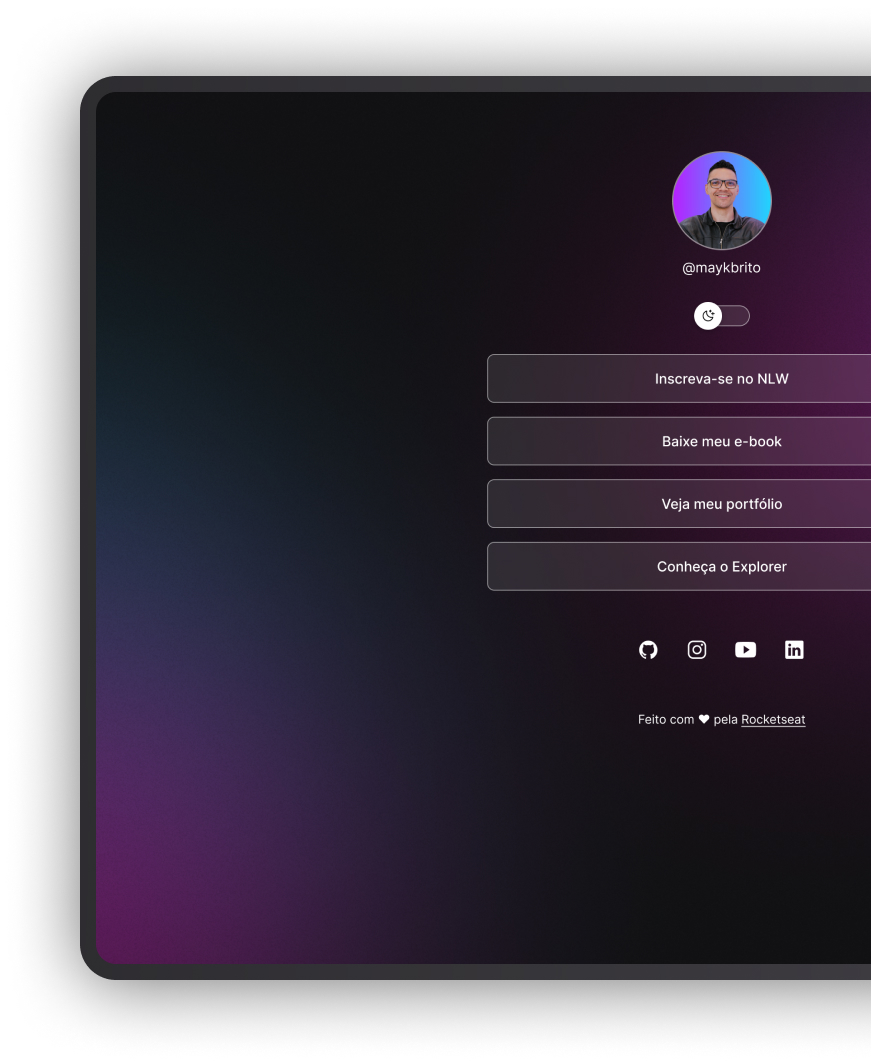 @maykbrito
Inscreva-se no NLW
Baixe meu e-book
Veja meu portfólio
Conheça o Explorer
Feito com ♥ pela Rocketseat